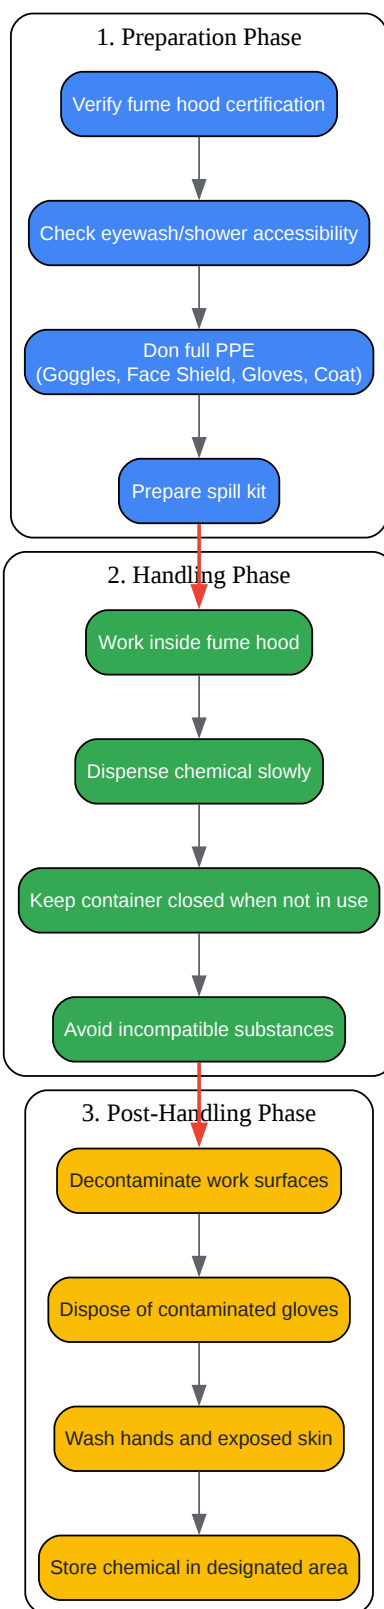 1. Preparation Phase
Verify fume hood certification
Check eyewash/shower accessibility
Don full PPE
(Goggles, Face Shield, Gloves, Coat)
Prepare spill kit
2. Handling Phase
Work inside fume hood
Dispense chemical slowly
Keep container closed when not in use
Avoid incompatible substances
3. Post-Handling Phase
Decontaminate work surfaces
Dispose of contaminated gloves
Wash hands and exposed skin
Store chemical in designated area